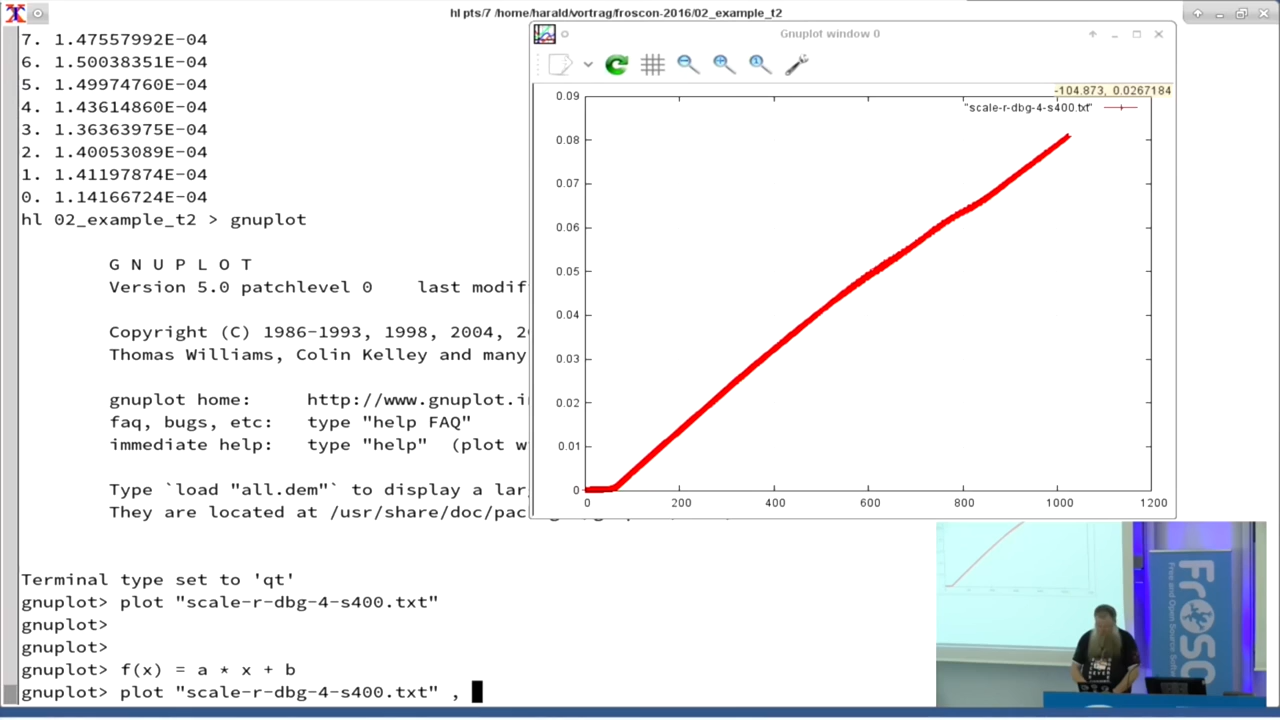 hl pts/7 /home/harald/vortrag/froscon-2016/02_example_t2
7. 1.47557992E-04
6. 1.50038351E-04
5. 1.49974760E-04
4. 1.43614860E-04
3. 1.36363975E-04
2. 1.40053089E-04
1. 1.41197874E-04
0. 1.14166724E-04
hl 02_example_t2 > gnuplot
G N U P L O T
Version 5.0 patchlevel 0    last modif
Copyright (C) 1986-1993, 1998, 2004, 2
Thomas Williams, Colin Kelley and many
gnuplot home:     http://www.gnuplot.i
faq, bugs, etc:   type "help FAQ"
immediate help:   type "help"  (plot w
Type `load "all.dem"` to display a lar
They are located at /usr/share/doc/pac
Terminal type set to 'qt'
gnuplot> plot "scale-r-dbg-4-s400.txt"
gnuplot>
gnuplot>
gnuplot> f(x) = a * x + b
gnuplot> plot "scale-r-dbg-4-s400.txt" ,
Gnuplot window 0
-104.873, 0.0267184
"scale-r-dbg-4-s400.txt"
0.09
0.08
0.07
0.06
0.05
0.04
0.03
0.02
0.01
0
0 200 400 600 800 1000 1200
FrOSC
Free and Open Source Softw